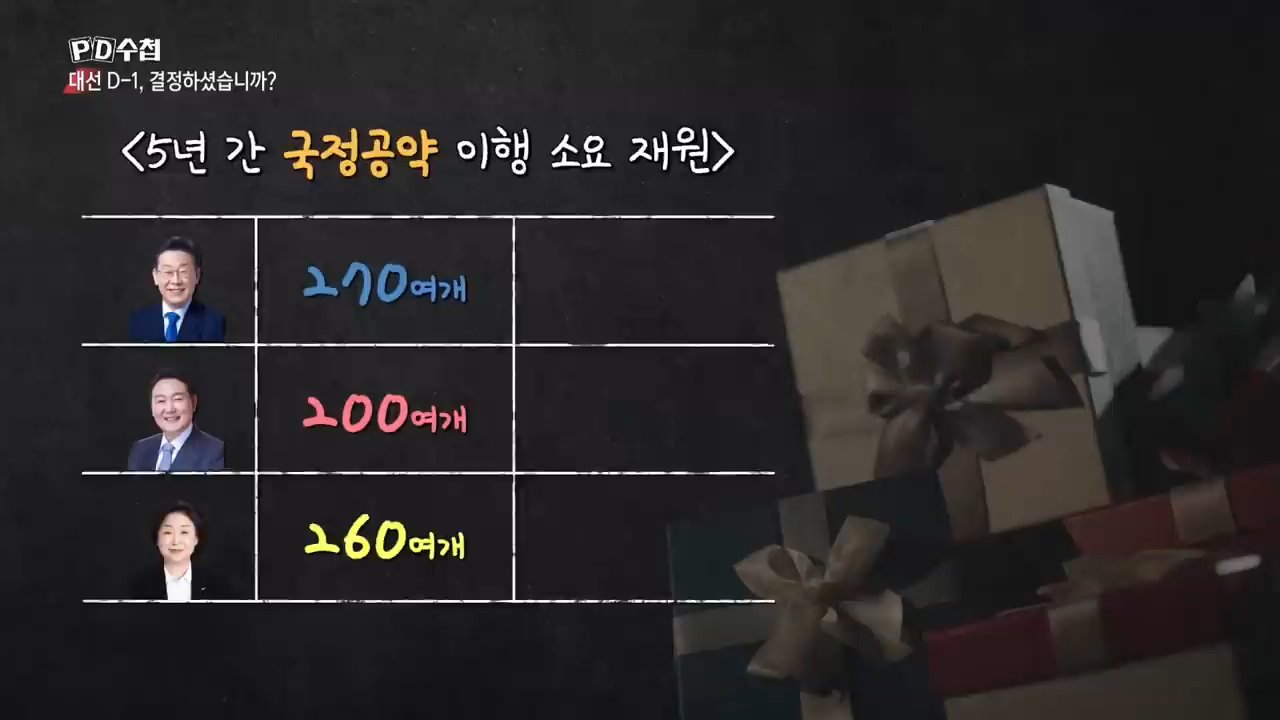 PD수첩
대선 D-1, 결정하셨습니까?
<5년 간 국정공약 이행 소요 재원>
270여개
200여개
260여개